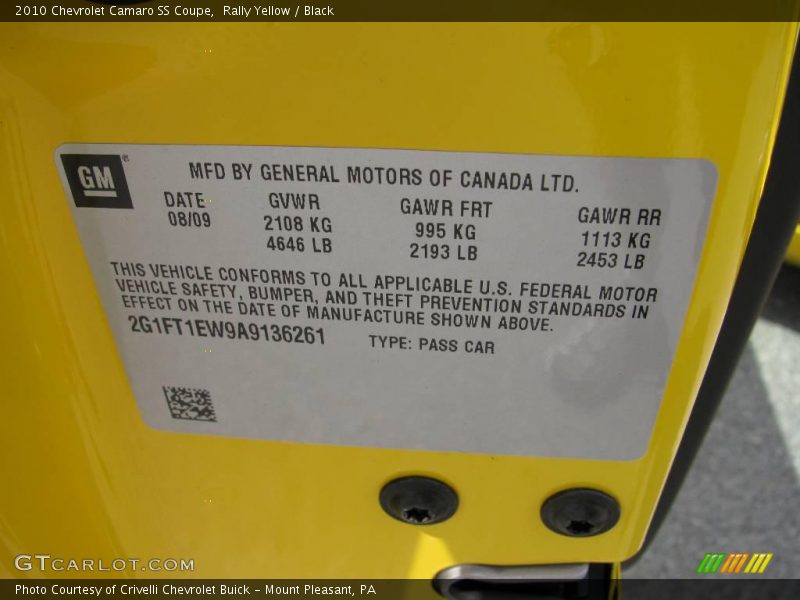 2010 Chevrolet Camaro SS Coupe,  Rally Yellow / Black
GM®
MFD BY GENERAL MOTORS OF CANADA LTD.
DATE GVWR GAWR FRT GAWR RR
08/09 2108 KG 995 KG 1113 KG
4646 LB 2193 LB 2453 LB
THIS VEHICLE CONFORMS TO ALL APPLICABLE U.S. FEDERAL MOTOR
VEHICLE SAFETY, BUMPER, AND THEFT PREVENTION STANDARDS IN
EFFECT ON THE DATE OF MANUFACTURE SHOWN ABOVE.
2G1FT1EW9A9136261 TYPE: PASS CAR
GTCARLOT.COM
Photo Courtesy of Crivelli Chevrolet Buick – Mount Pleasant, PA